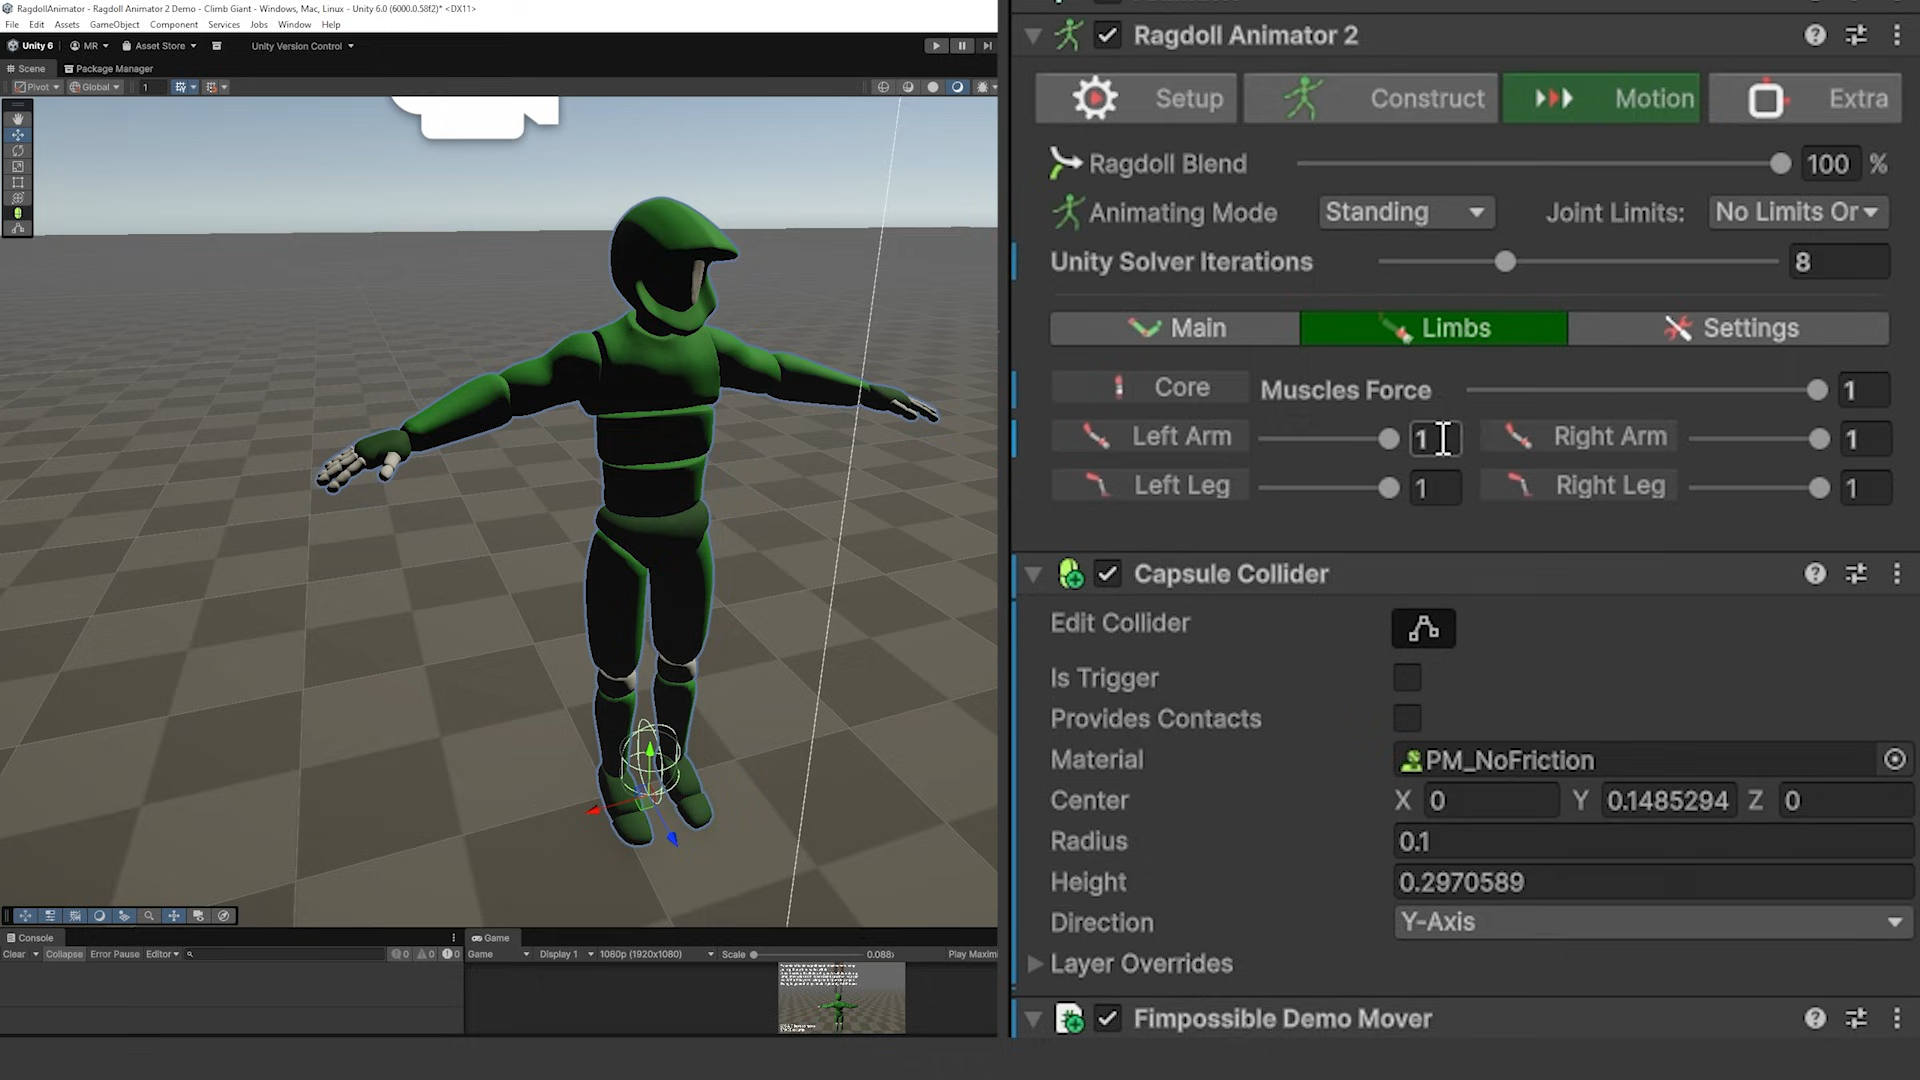 RagdollAnimator - Ragdoll Animator 2 Demo - Climb Giant - Windows, Mac, Linux - Unity 6.0 (6000.0.58f2)* <DX11>
File Edit Assets GameObject Component Services Jobs Window Help
Unity 6 MR Asset Store Unity Version Control
Scene Package Manager
Pivot Global 1
Ragdoll Animator 2
Setup Construct Motion Extra
Ragdoll Blend 100 %
Animating Mode Standing Joint Limits: No Limits Or
Unity Solver Iterations 8
Main Limbs Settings
Core Muscles Force 1
Left Arm 1 Right Arm 1
Left Leg 1 Right Leg 1
Capsule Collider
Edit Collider
Is Trigger
Provides Contacts
Material PM_NoFriction
Center X 0 Y 0.1485294 Z 0
Radius 0.1
Height 0.2970589
Direction Y-Axis
Layer Overrides
Fimpossible Demo Mover
Console
Clear Collapse Error Pause Editor 0 0 0
Game
Game Display 1 1080p (1920x1080) Scale 0.088x Play Maximi